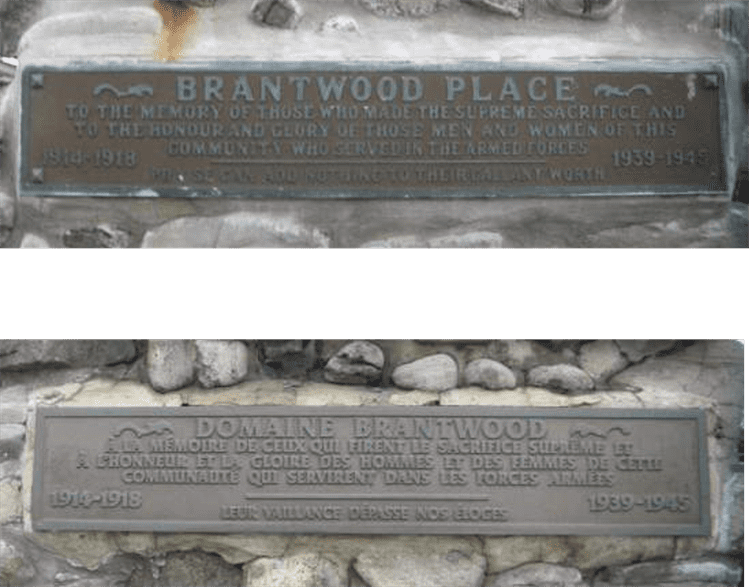 BRANTWOOD PLACE
TO THE MEMORY OF THOSE WHO MADE THE SUPREME SACRIFICE AND
TO THE HONOUR AND GLORY OF THOSE MEN AND WOMEN OF THIS
COMMUNITY WHO SERVED IN THE ARMED FORCES
1914-1918 1939-1945
PRAISE CAN ADD NOTHING TO THEIR GALLANT WORTH
DOMAINE BRANTWOOD
À LA MÉMOIRE DE CEUX QUI FIRENT LE SACRIFICE SUPRÊME ET
À L'HONNEUR ET LA GLOIRE DES HOMMES ET DES FEMMES DE CETTE
COMMUNAUTÉ QUI SERVIRENT DANS LES FORCES ARMÉES
1914-1918 1939-1945
LEUR VAILLANCE DÉPASSE NOS ÉLOGES